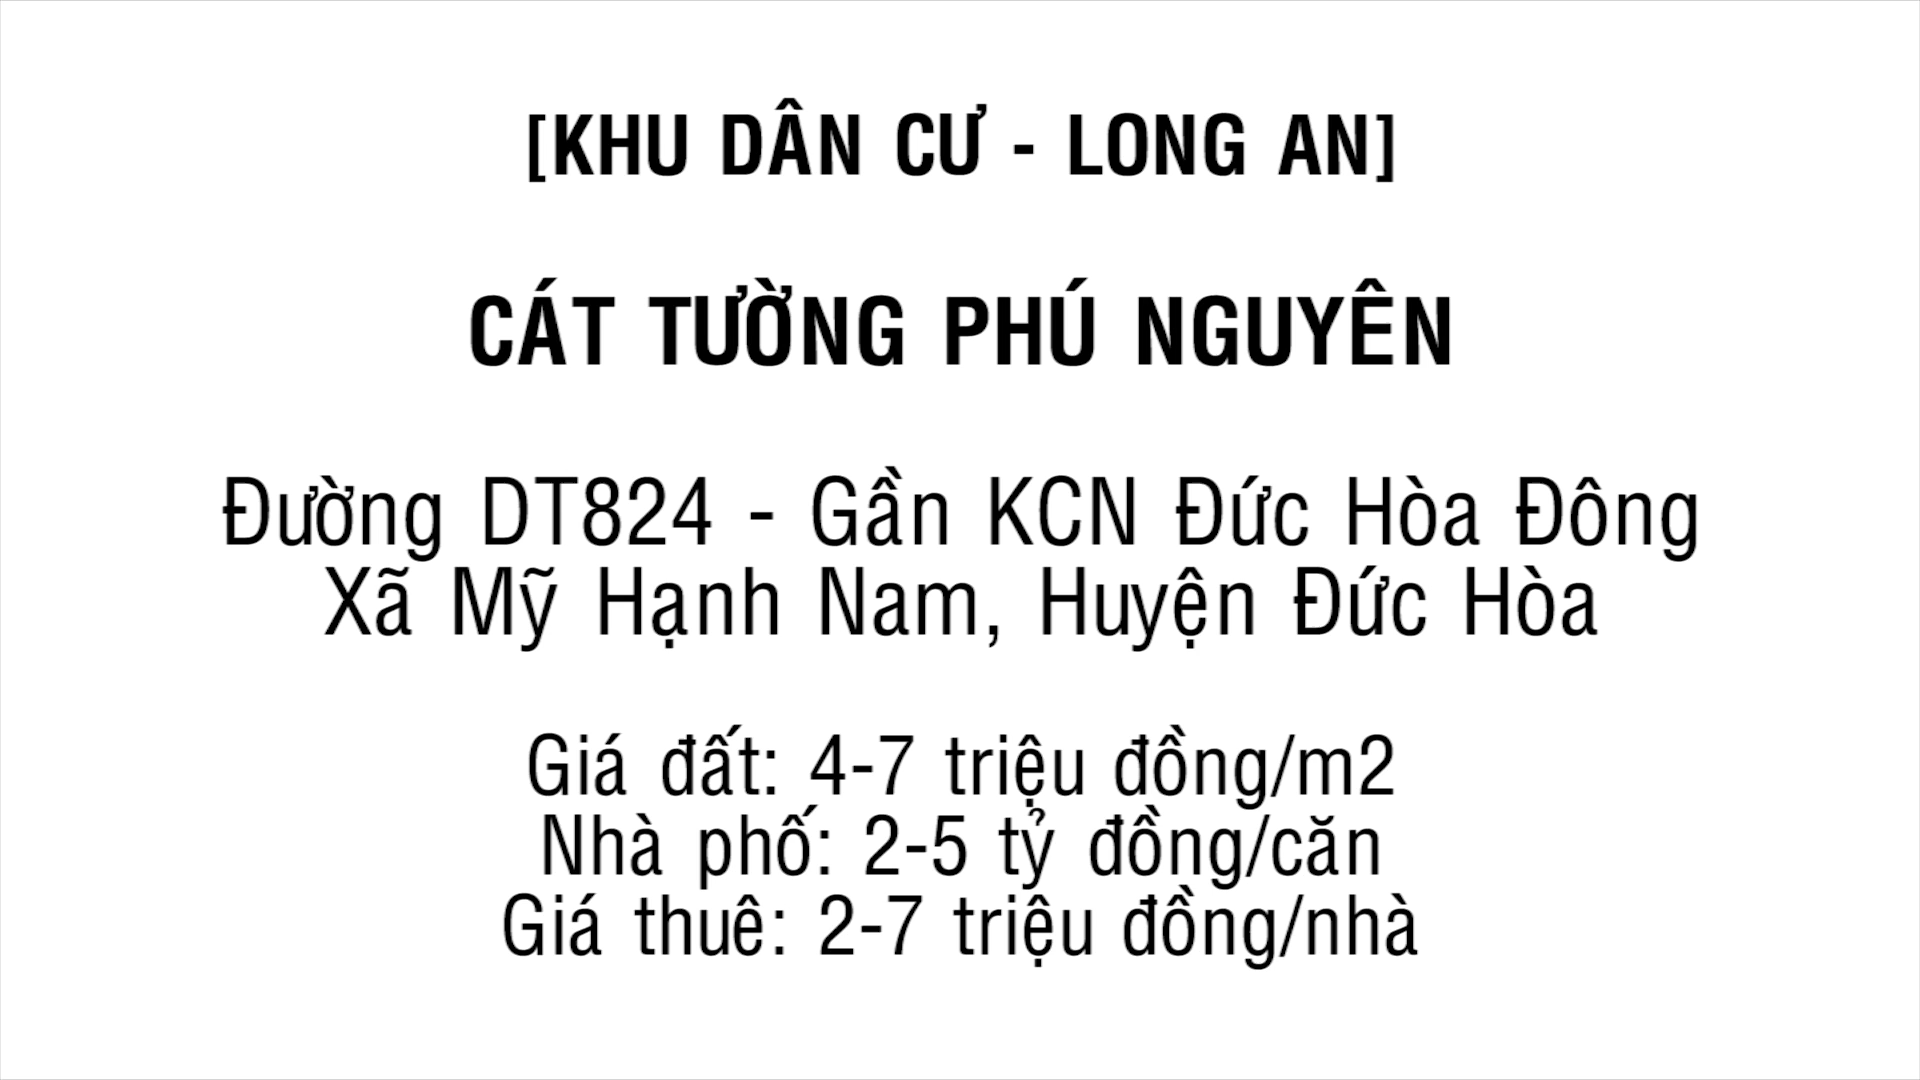 [KHU DÂN CƯ - LONG AN]
CÁT TƯỜNG PHÚ NGUYÊN
Đường DT824 - Gần KCN Đức Hòa Đông
Xã Mỹ Hạnh Nam, Huyện Đức Hòa
Giá đất: 4-7 triệu đồng/m2
Nhà phố: 2-5 tỷ đồng/căn
Giá thuê: 2-7 triệu đồng/nhà